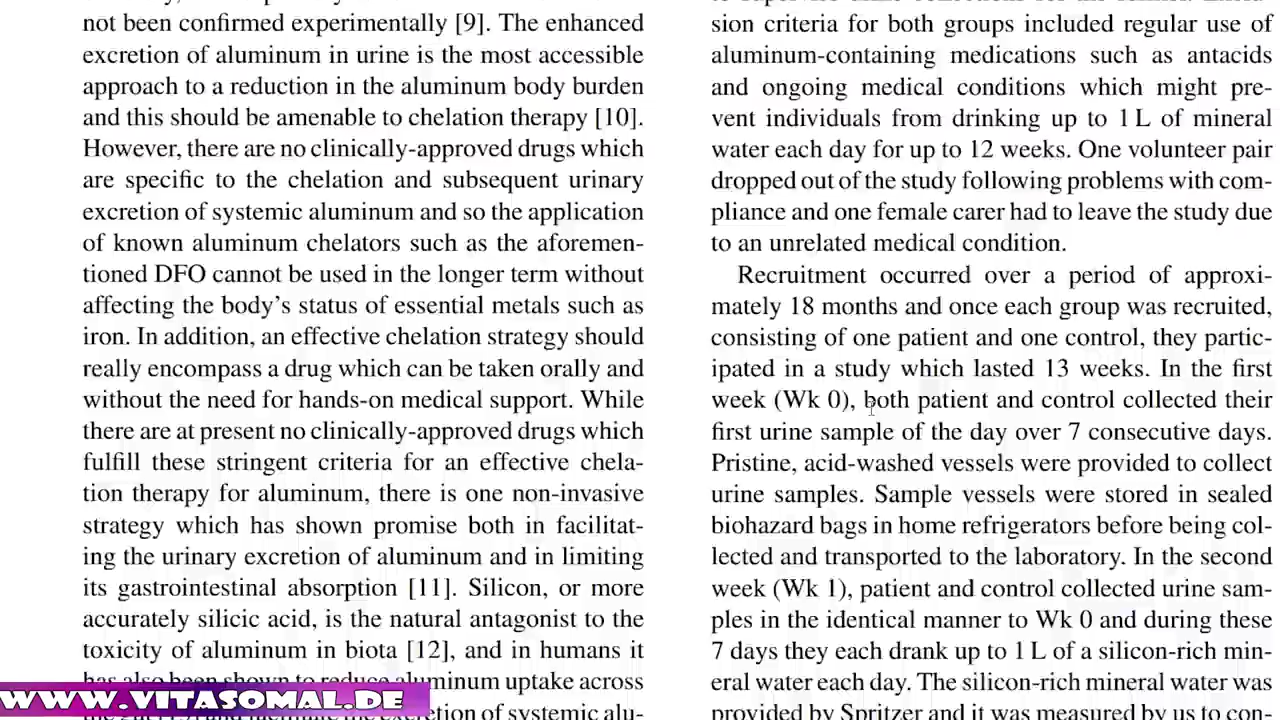 not been confirmed experimentally [9]. The enhanced
excretion of aluminum in urine is the most accessible
approach to a reduction in the aluminum body burden
and this should be amenable to chelation therapy [10].
However, there are no clinically-approved drugs which
are specific to the chelation and subsequent urinary
excretion of systemic aluminum and so the application
of known aluminum chelators such as the aforemen-
tioned DFO cannot be used in the longer term without
affecting the body's status of essential metals such as
iron. In addition, an effective chelation strategy should
really encompass a drug which can be taken orally and
without the need for hands-on medical support. While
there are at present no clinically-approved drugs which
fulfill these stringent criteria for an effective chela-
tion therapy for aluminum, there is one non-invasive
strategy which has shown promise both in facilitat-
ing the urinary excretion of aluminum and in limiting
its gastrointestinal absorption [11]. Silicon, or more
accurately silicic acid, is the natural antagonist to the
toxicity of aluminum in biota [12], and in humans it
has also been shown to reduce aluminum uptake across
of systemic alu-
sion criteria for both groups included regular use of
aluminum-containing medications such as antacids
and ongoing medical conditions which might pre-
vent individuals from drinking up to 1 L of mineral
water each day for up to 12 weeks. One volunteer pair
dropped out of the study following problems with com-
pliance and one female carer had to leave the study due
to an unrelated medical condition.
Recruitment occurred over a period of approxi-
mately 18 months and once each group was recruited,
consisting of one patient and one control, they partic-
ipated in a study which lasted 13 weeks. In the first
week (Wk 0), both patient and control collected their
first urine sample of the day over 7 consecutive days.
Pristine, acid-washed vessels were provided to collect
urine samples. Sample vessels were stored in sealed
biohazard bags in home refrigerators before being col-
lected and transported to the laboratory. In the second
week (Wk 1), patient and control collected urine sam-
ples in the identical manner to Wk 0 and during these
7 days they each drank up to 1 L of a silicon-rich min-
eral water each day. The silicon-rich mineral water was
provided by Spritzer and it was measured by us to con-
WWW.VITASOMAL.DE